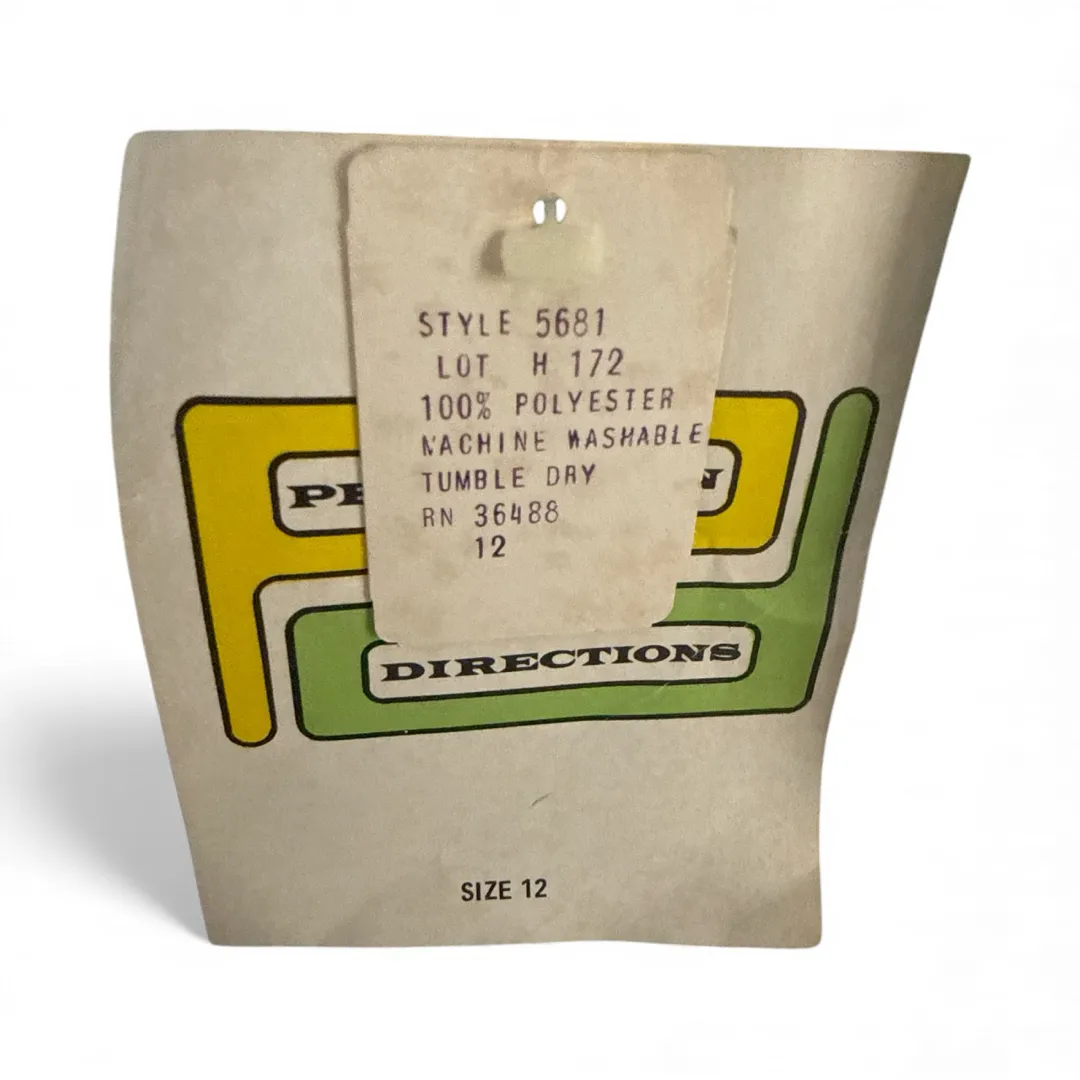 STYLE 5681
LOT H 172
100% POLYESTER
MACHINE WASHABLE
TUMBLE DRY
RN 36488
12
DIRECTIONS
SIZE 12